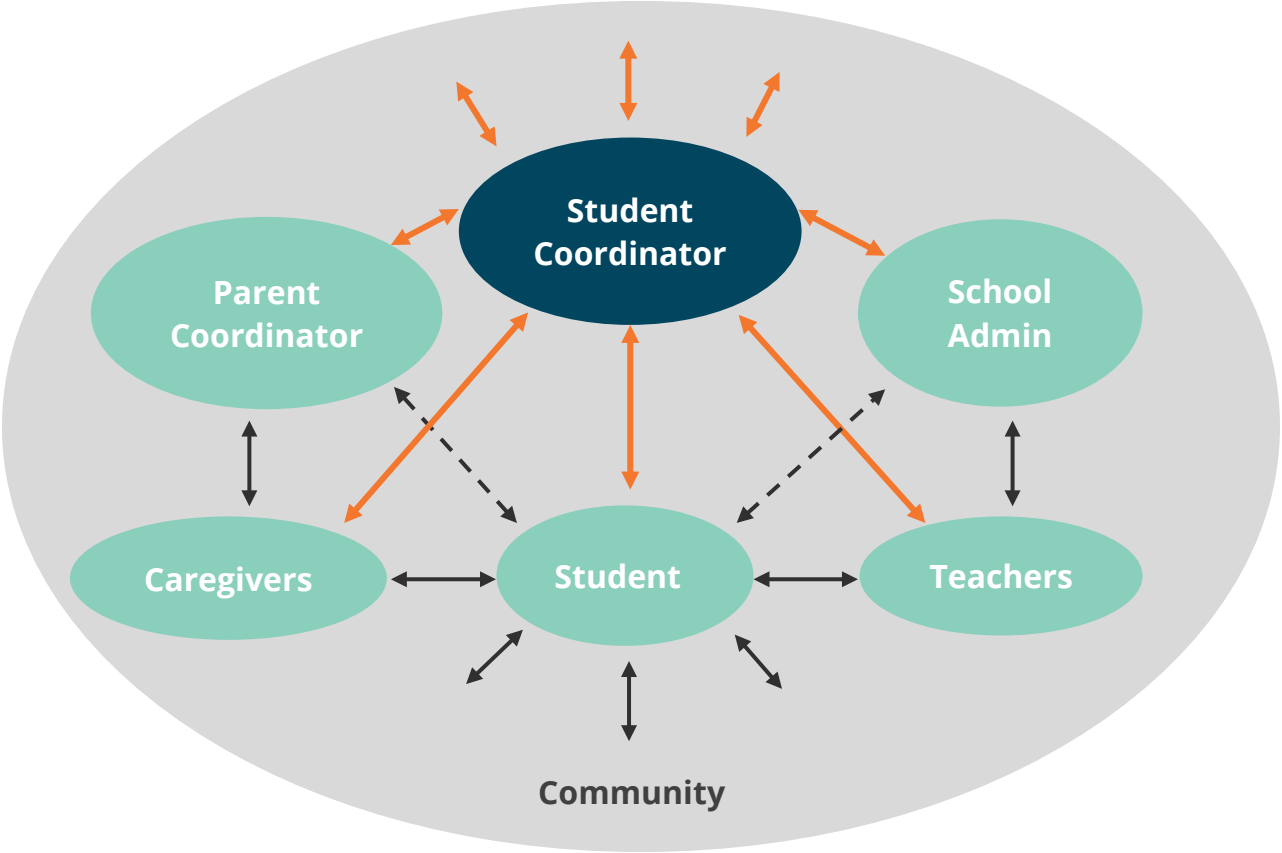 Student
Coordinator
Parent
Coordinator
School
Admin
Caregivers
Student
Teachers
Community